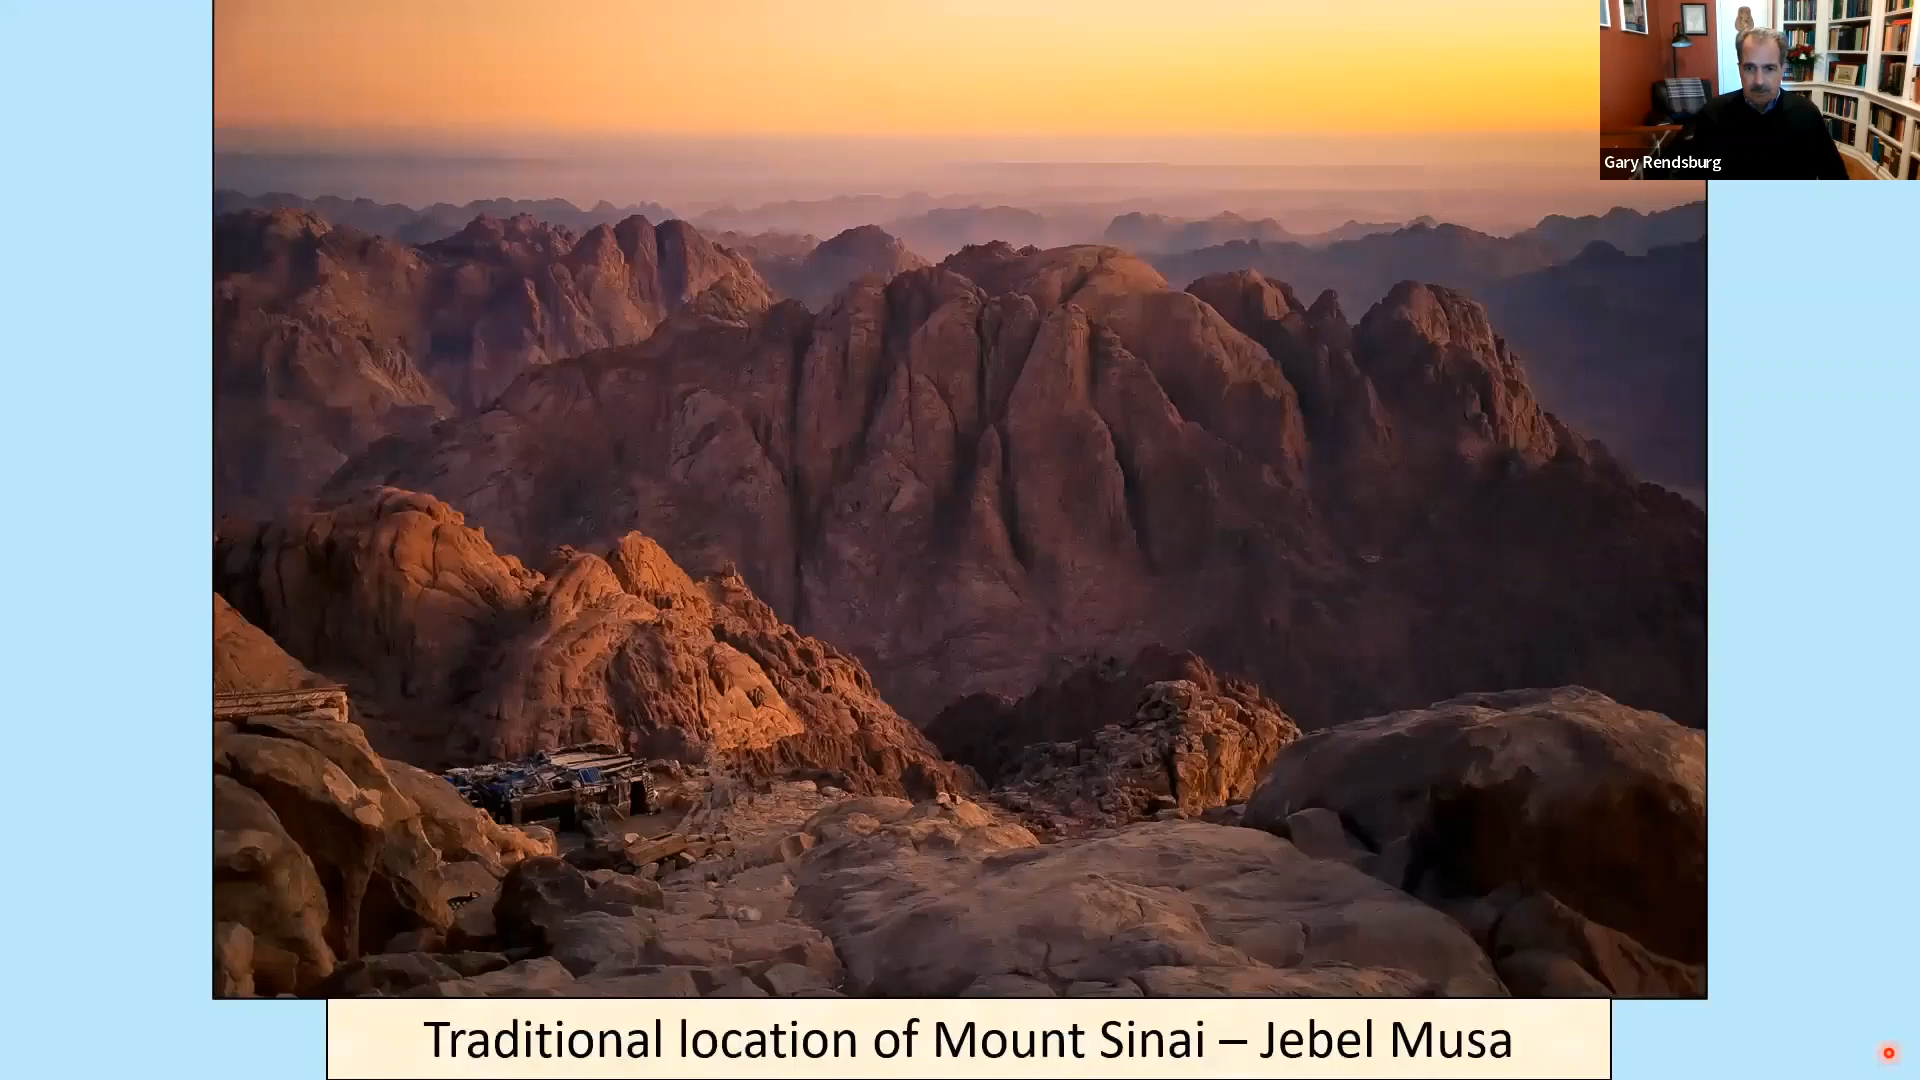 Gary Rendsburg
Traditional location of Mount Sinai – Jebel Musa